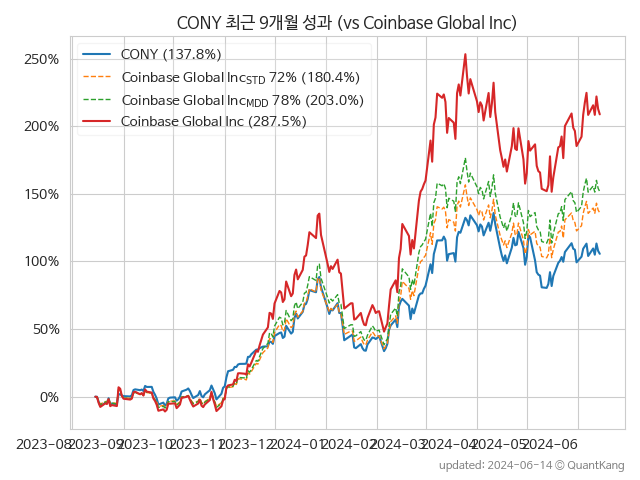 CONY 최근 9개월 성과 (vs Coinbase Global Inc)
CONY (137.8%)
Coinbase Global IncSTD 72% (180.4%)
Coinbase Global IncMDD 78% (203.0%)
Coinbase Global Inc (287.5%)
250%
200%
150%
100%
50%
0%
2023-08 2023-09 2023-10 2023-11 2023-12 2024-01 2024-02 2024-03 2024-04 2024-05 2024-06
updated: 2024-06-14 © QuantKang